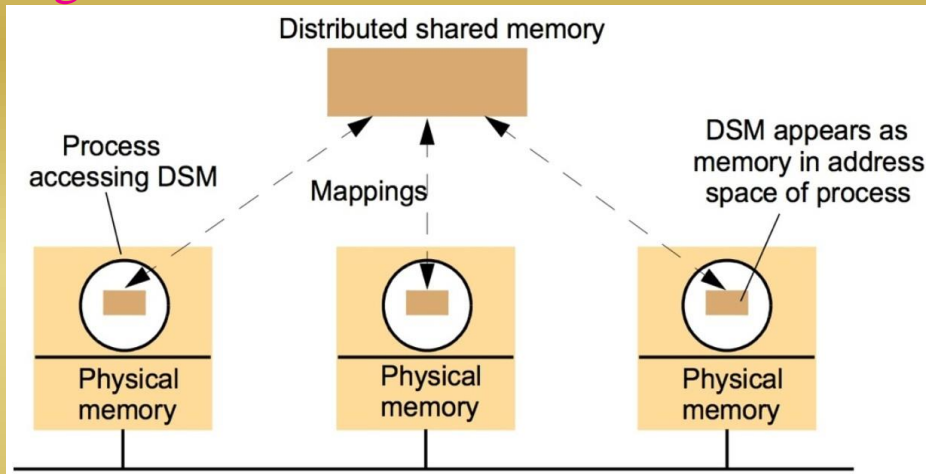 Distributed shared memory
Process
accessing DSM
Mappings
DSM appears as
memory in address
space of process
Physical
memory
Physical
memory
Physical
memory